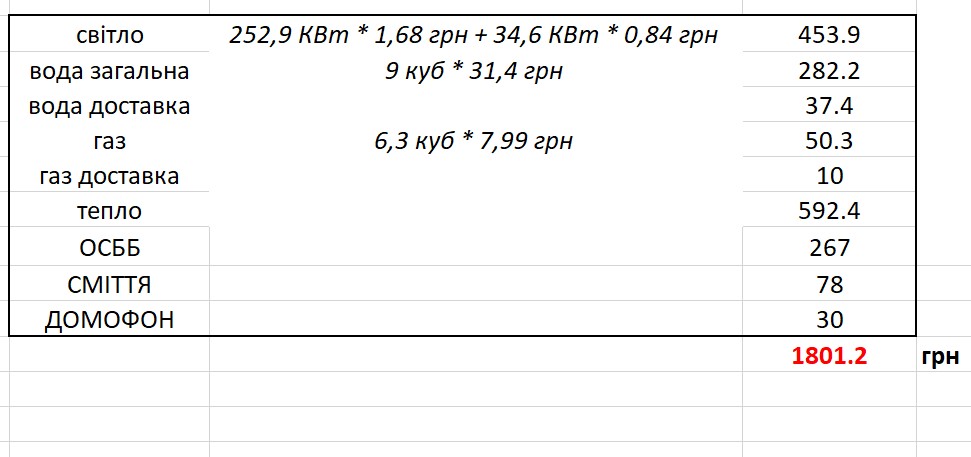 світло 252,9 КВт * 1,68 грн + 34,6 КВт * 0,84 грн 453.9
вода загальна 9 куб * 31,4 грн 282.2
вода доставка 37.4
газ 6,3 куб * 7,99 грн 50.3
газ доставка 10
тепло 592.4
ОСББ 267
СМІТТЯ 78
ДОМОФОН 30
1801.2 грн